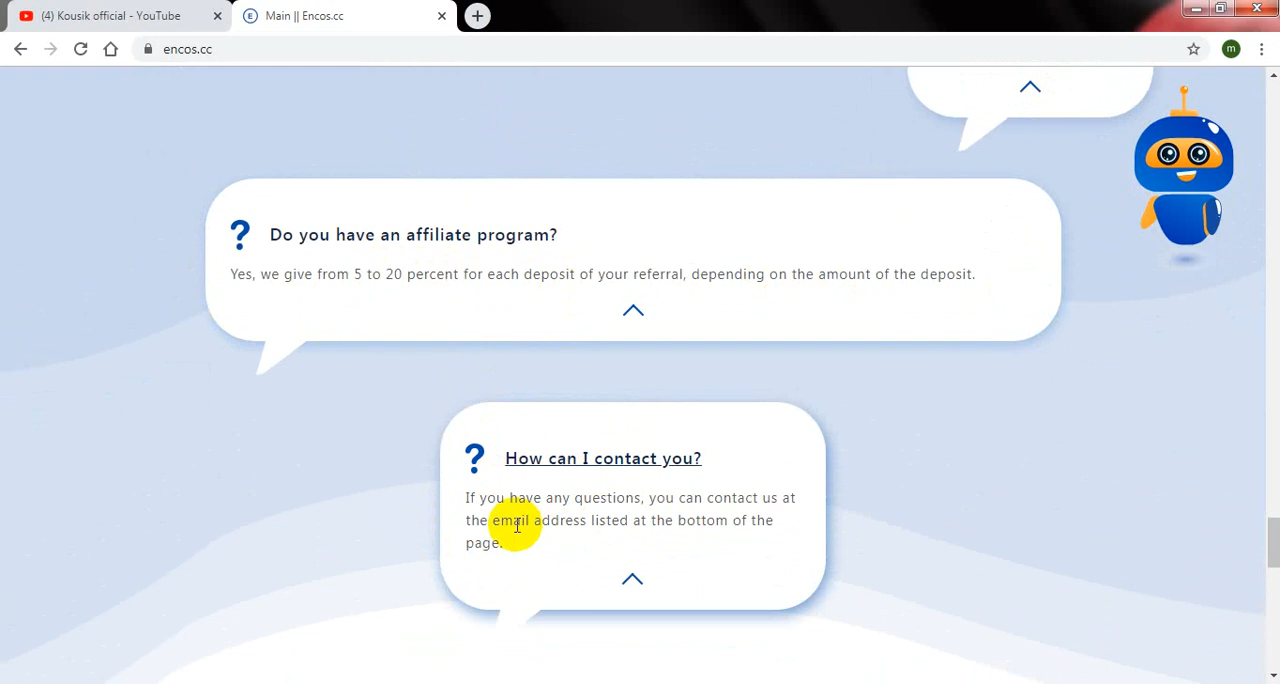 (4) Kousik official - YouTube
Main || Encos.cc
encos.cc
m
Do you have an affiliate program?
Yes, we give from 5 to 20 percent for each deposit of your referral, depending on the amount of the deposit.
How can I contact you?
If you have any questions, you can contact us at
the email address listed at the bottom of the
page.